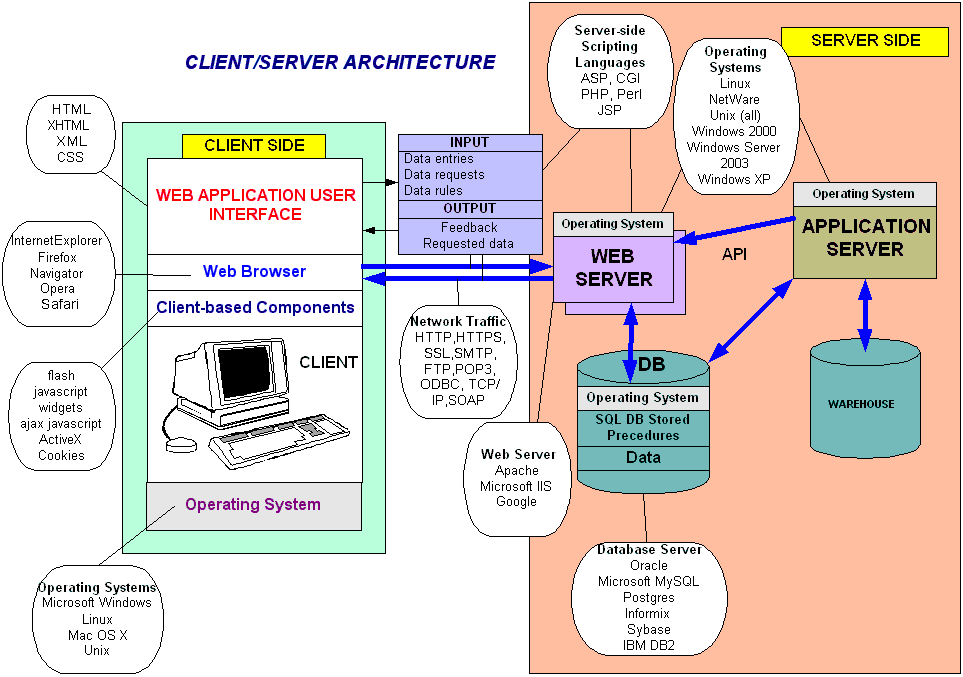 CLIENT/SERVER ARCHITECTURE
SERVER SIDE
Server-side
Scripting
Languages
ASP, CGI
PHP, Perl
JSP
Operating
Systems
Linux
NetWare
Unix (all)
Windows 2000
Windows Server
2003
Windows XP
HTML
XHTML
XML
CSS
CLIENT SIDE
WEB APPLICATION USER
INTERFACE
Web Browser
Client-based Components
CLIENT
Operating System
INPUT
Data entries
Data requests
Data rules
OUTPUT
Feedback
Requested data
InternetExplorer
Firefox
Navigator
Opera
Safari
flash
javascript
widgets
ajax javascript
ActiveX
Cookies
Operating Systems
Microsoft Windows
Linux
Mac OS X
Unix
Network Traffic
HTTP,HTTPS,
SSL,SMTP,
FTP,POP3,
ODBC, TCP/
IP,SOAP
Operating System
WEB
SERVER
API
Operating System
APPLICATION
SERVER
DB
Operating System
SQL DB Stored
Precedures
Data
WAREHOUSE
Web Server
Apache
Microsoft IIS
Google
Database Server
Oracle
Microsoft MySQL
Postgres
Informix
Sybase
IBM DB2